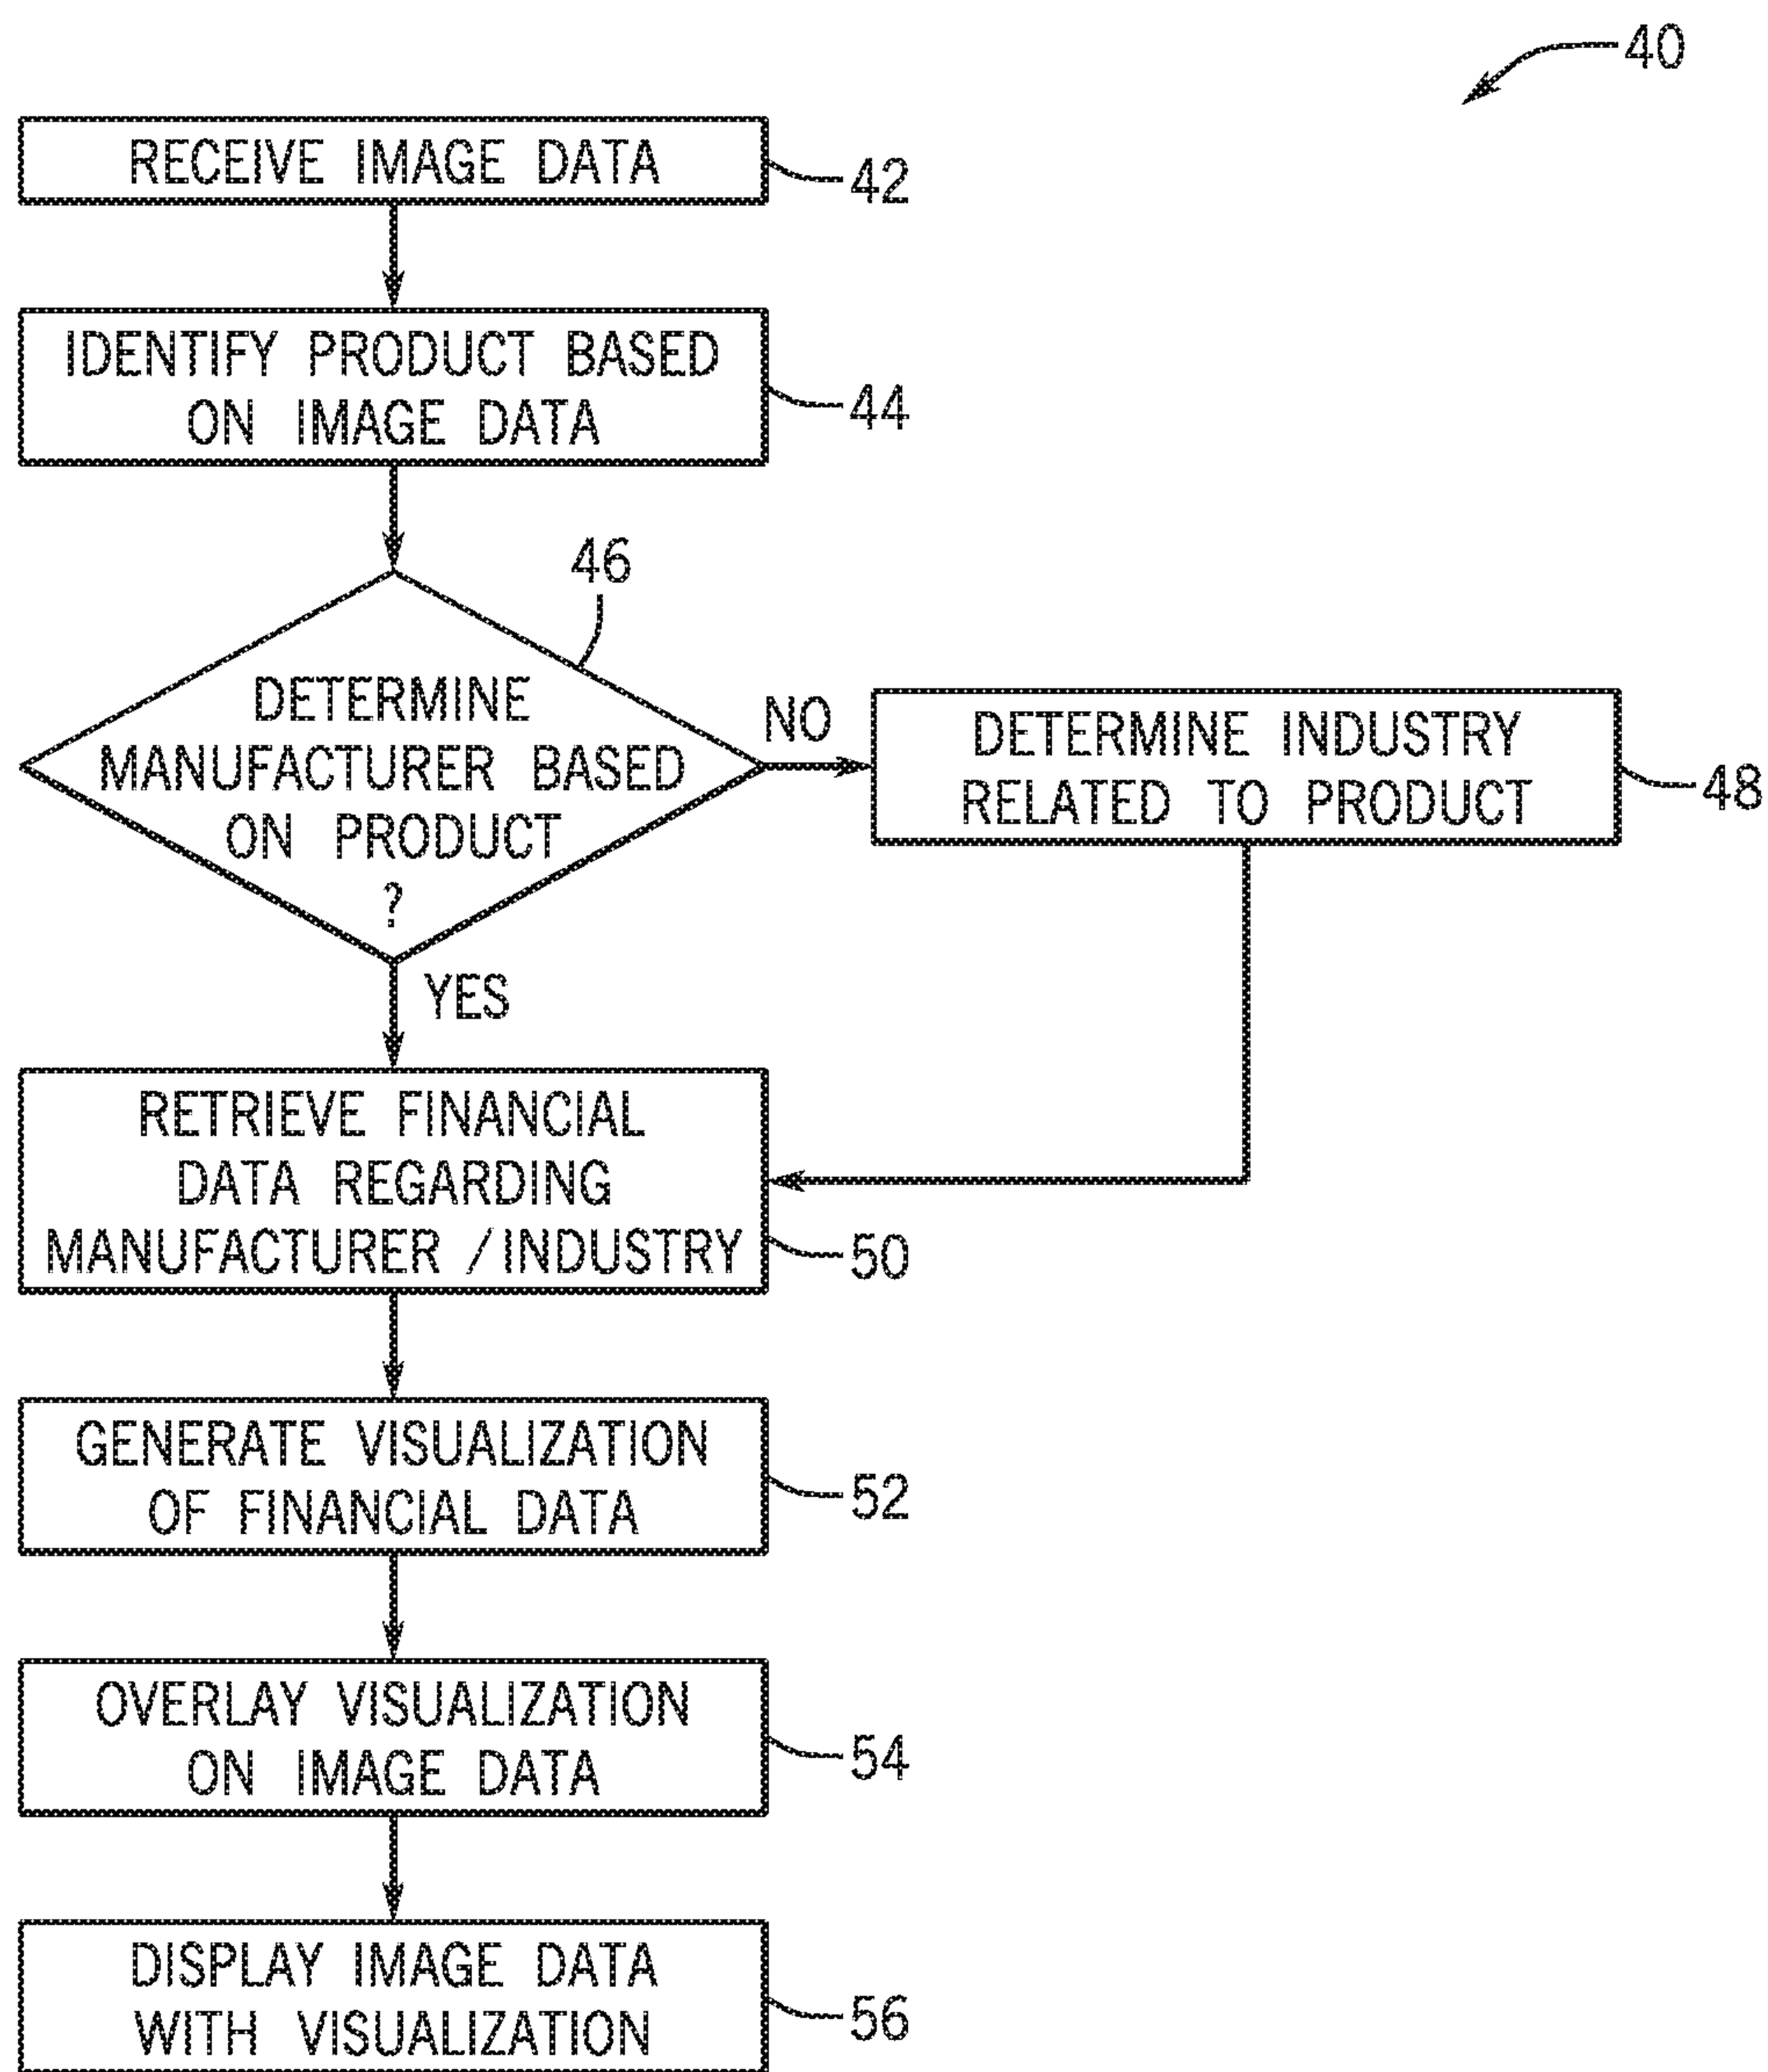 40
RECEIVE IMAGE DATA
42
IDENTIFY PRODUCT BASED
ON IMAGE DATA
44
46
DETERMINE
MANUFACTURER BASED
ON PRODUCT
?
NO
DETERMINE INDUSTRY
RELATED TO PRODUCT
48
YES
RETRIEVE FINANCIAL
DATA REGARDING
MANUFACTURER / INDUSTRY
50
GENERATE VISUALIZATION
OF FINANCIAL DATA
52
OVERLAY VISUALIZATION
ON IMAGE DATA
54
DISPLAY IMAGE DATA
WITH VISUALIZATION
56